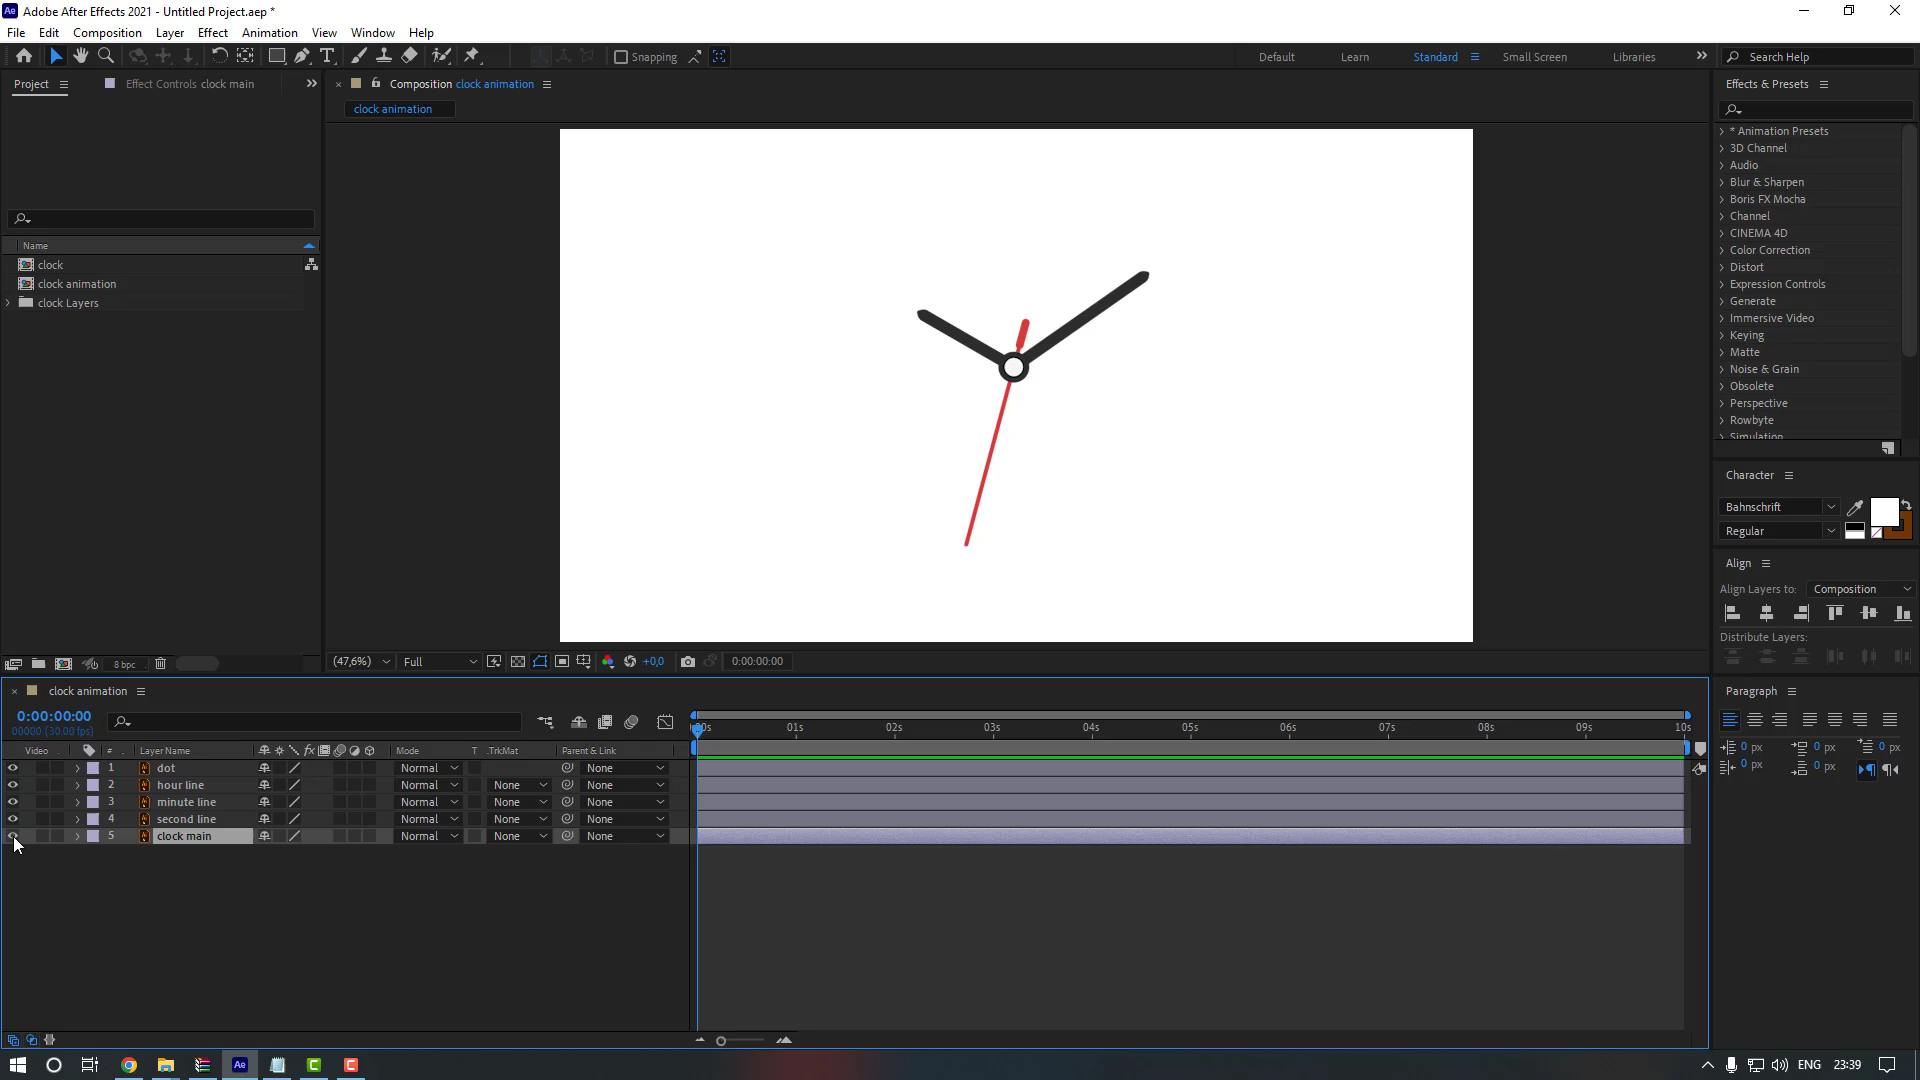 Ae Adobe After Effects 2021 - Untitled Project.aep *
File Edit Composition Layer Effect Animation View Window Help
Snapping
Default Learn Standard Small Screen Libraries
Search Help
Project Effect Controls clock main
Composition clock animation
clock animation
Name
clock
clock animation
clock Layers
8 bpc
(47,6%) Full +0,0 0:00:00:00
Effects & Presets
* Animation Presets
3D Channel
Audio
Blur & Sharpen
Boris FX Mocha
Channel
CINEMA 4D
Color Correction
Distort
Expression Controls
Generate
Immersive Video
Keying
Matte
Noise & Grain
Obsolete
Perspective
Rowbyte
Simulation
Character
Bahnschrift
Regular
Align
Align Layers to: Composition
Distribute Layers:
Paragraph
0 px 0 px 0 px
0 px 0 px
clock animation
0:00:00:00
00000 (30.00 fps)
01s 02s 03s 04s 05s 06s 07s 08s 09s 10s
Video # Layer Name fx Mode T .TrkMat Parent & Link
1 dot Normal None
2 hour line Normal None None
3 minute line Normal None None
4 second line Normal None None
5 clock main Normal None None
Ae ENG 23:39